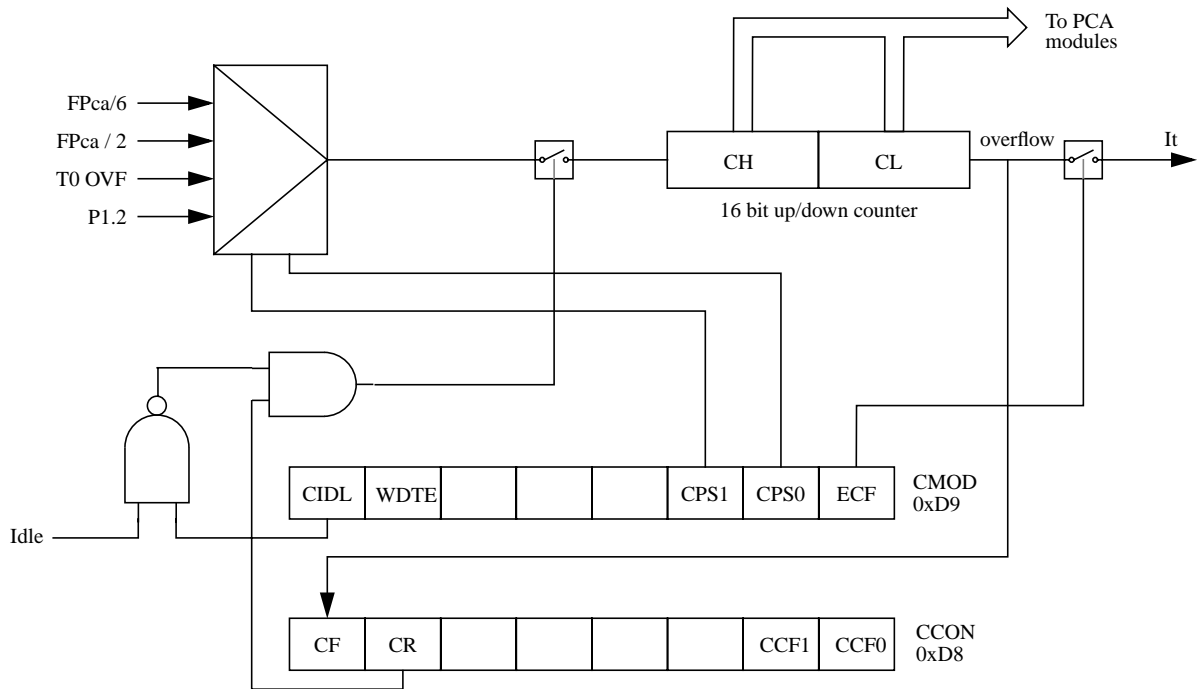 To PCA
modules
FPca/6
FPca / 2
T0 OVF
P1.2
CH
CL
overflow
It
16 bit up/down counter
CIDL
WDTE
CPS1
CPS0
ECF
CMOD
0xD9
Idle
CF
CR
CCF1
CCF0
CCON
0xD8